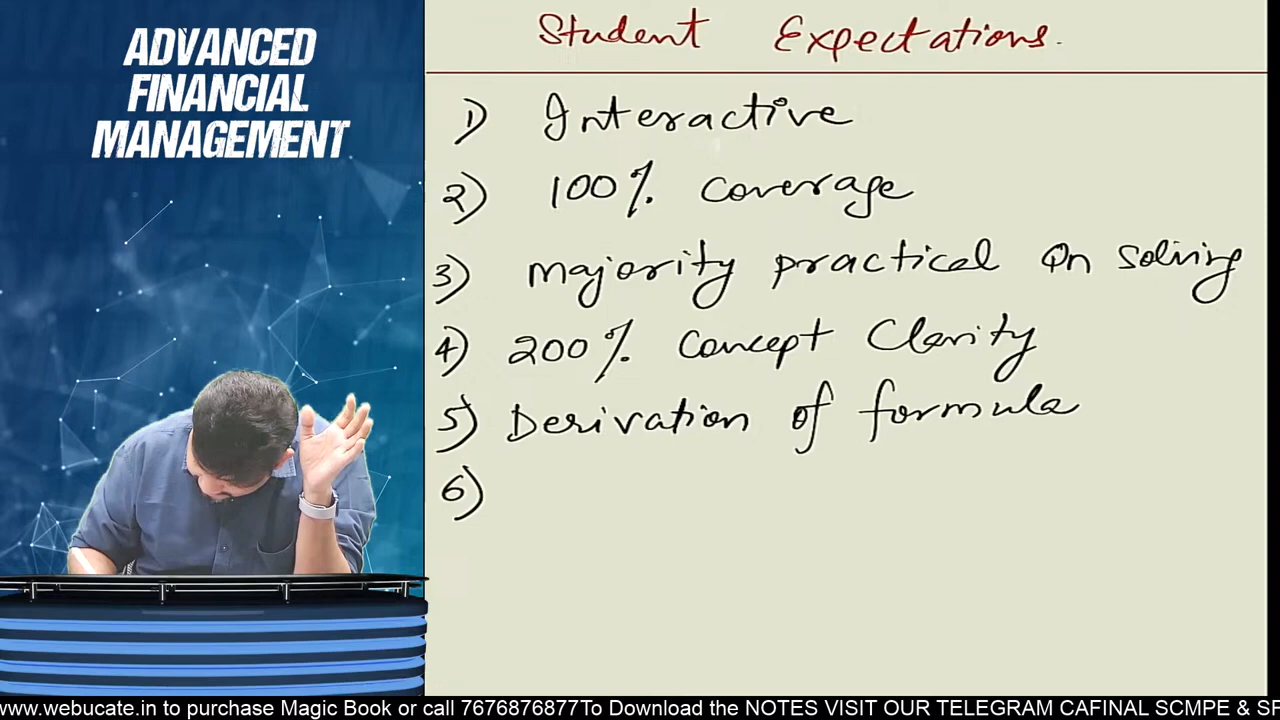 ADVANCED
FINANCIAL
MANAGEMENT
Student Expectations.
1) Interactive
2) 100% coverage
3) Majority practical Qn Solving
4) 200% Concept Clarity
5) Derivation of formula
6)
www.webucate.in to purchase Magic Book or call 7676876877To Download the NOTES VISIT OUR TELEGRAM CAFINAL SCMPE & SP